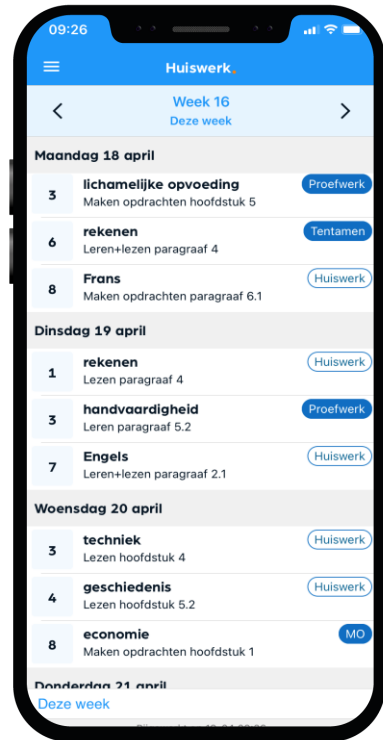 09:26
Huiswerk.
Week 16
Deze week
Maandag 18 april
3 lichamelijke opvoeding Proefwerk
Maken opdrachten hoofdstuk 5
6 rekenen Tentamen
Leren+lezen paragraaf 4
8 Frans Huiswerk
Maken opdrachten paragraaf 6.1
Dinsdag 19 april
1 rekenen Huiswerk
Lezen paragraaf 4
3 handvaardigheid Proefwerk
Leren paragraaf 5.2
7 Engels Huiswerk
Leren+lezen paragraaf 2.1
Woensdag 20 april
3 techniek Huiswerk
Lezen hoofdstuk 4
4 geschiedenis Huiswerk
Lezen hoofdstuk 5.2
8 economie MO
Maken opdrachten hoofdstuk 1
Donderdag 21 april
Deze week